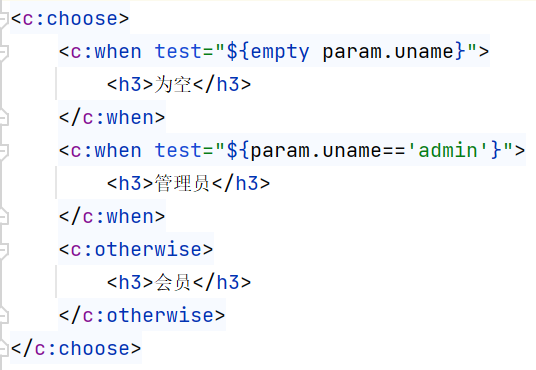 <c:choose>
    <c:when test="${empty param.uname}">
        <h3>为空</h3>
    </c:when>
    <c:when test="${param.uname=='admin'}">
        <h3>管理员</h3>
    </c:when>
    <c:otherwise>
        <h3>会员</h3>
    </c:otherwise>
</c:choose>